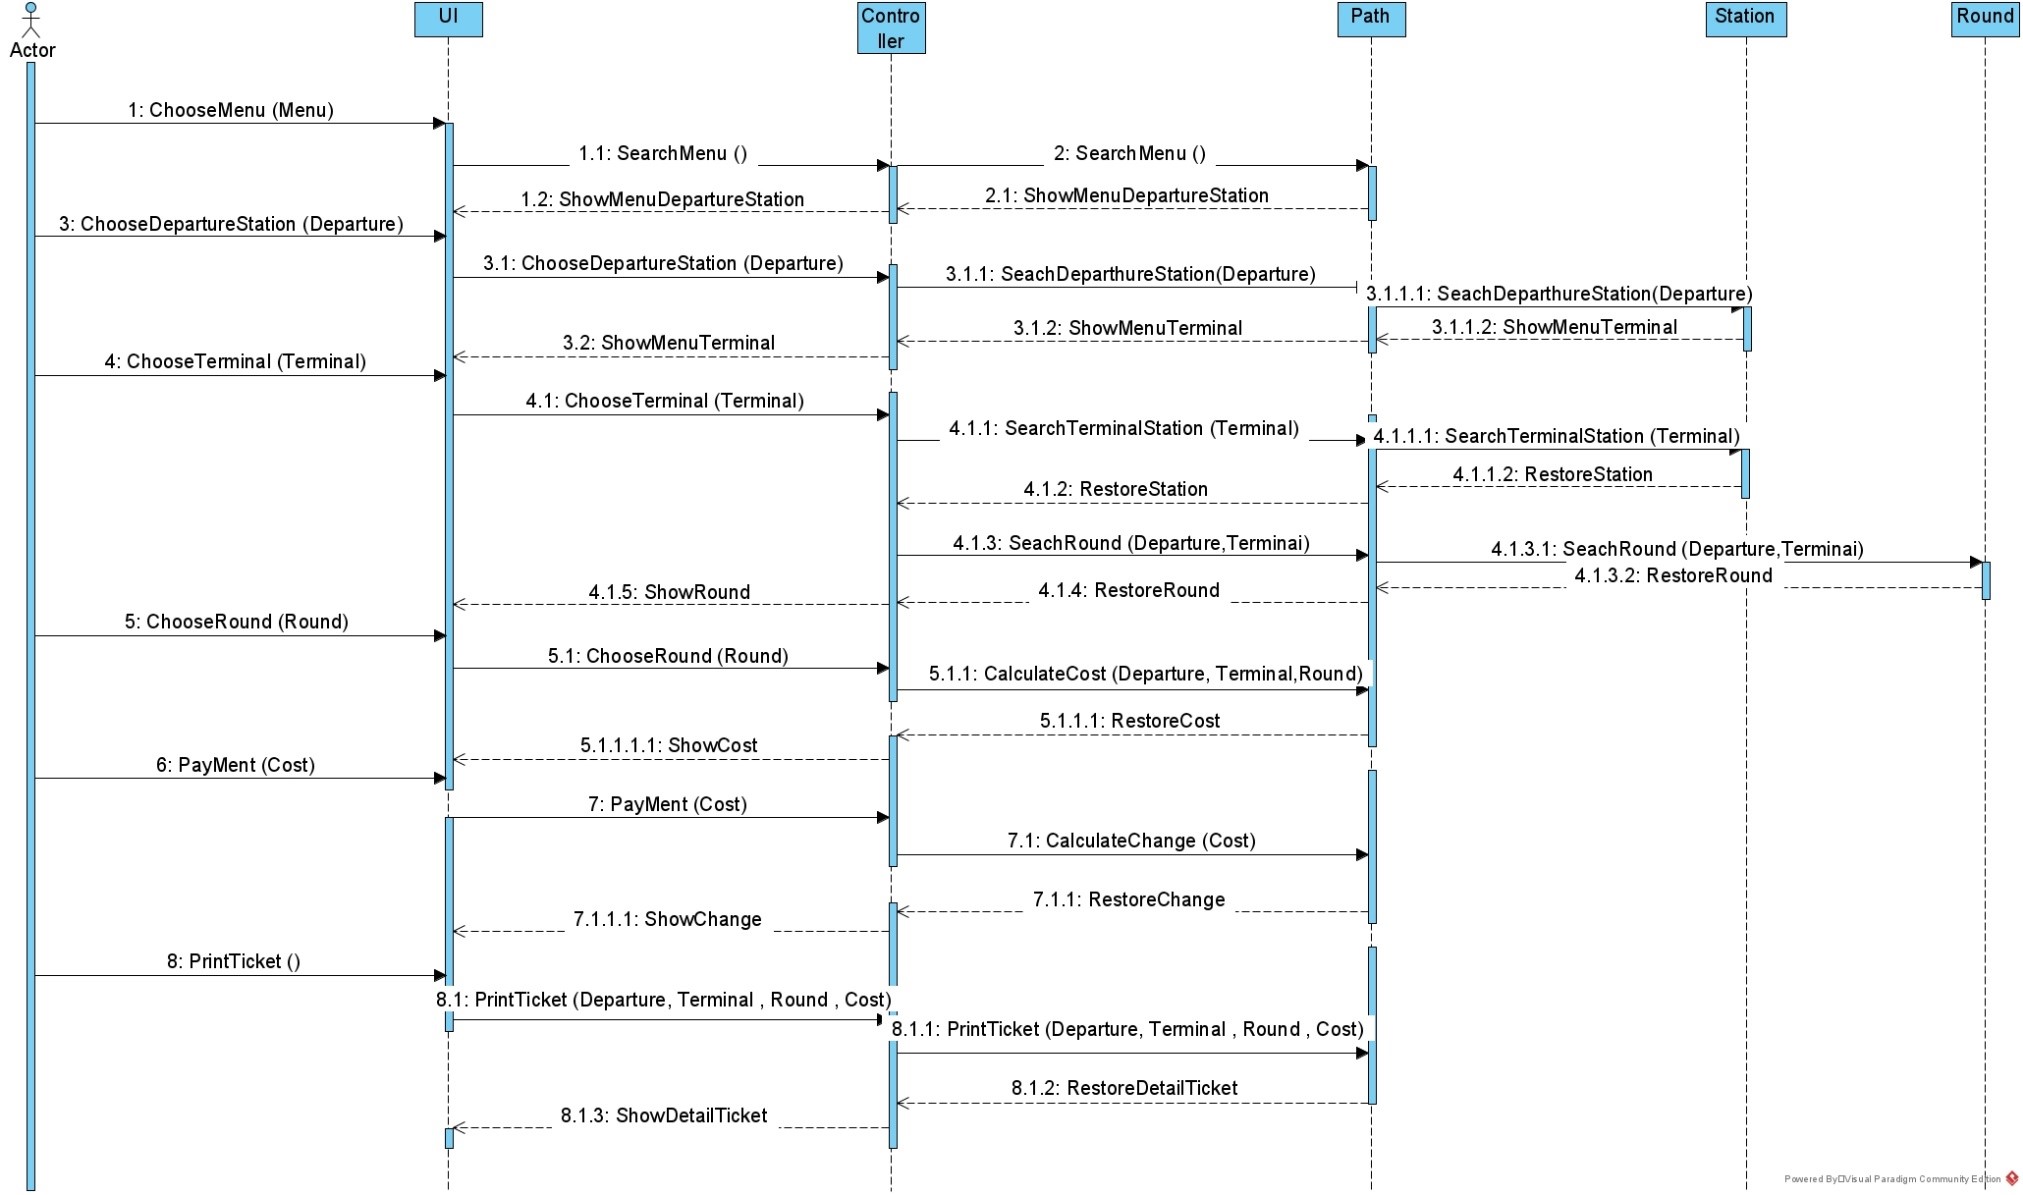 Actor
UI
Contro
ller
Path
Station
Round
1: ChooseMenu (Menu)
1.1: SearchMenu ()
2: SearchMenu ()
1.2: ShowMenuDepartureStation
2.1: ShowMenuDepartureStation
3: ChooseDepartureStation (Departure)
3.1: ChooseDepartureStation (Departure)
3.1.1: SeachDeparthureStation(Departure)
3.1.1.1: SeachDeparthureStation(Departure)
3.2: ShowMenuTerminal
3.1.2: ShowMenuTerminal
3.1.1.2: ShowMenuTerminal
4: ChooseTerminal (Terminal)
4.1: ChooseTerminal (Terminal)
4.1.1: SearchTerminalStation (Terminal)
4.1.1.1: SearchTerminalStation (Terminal)
4.1.1.2: RestoreStation
4.1.2: RestoreStation
4.1.3: SeachRound (Departure,Terminai)
4.1.3.1: SeachRound (Departure,Terminai)
4.1.3.2: RestoreRound
4.1.5: ShowRound
4.1.4: RestoreRound
5: ChooseRound (Round)
5.1: ChooseRound (Round)
5.1.1: CalculateCost (Departure, Terminal,Round)
5.1.1.1: RestoreCost
5.1.1.1.1: ShowCost
6: PayMent (Cost)
7: PayMent (Cost)
7.1: CalculateChange (Cost)
7.1.1: RestoreChange
7.1.1.1: ShowChange
8: PrintTicket ()
8.1: PrintTicket (Departure, Terminal , Round , Cost)
8.1.1: PrintTicket (Departure, Terminal , Round , Cost)
8.1.2: RestoreDetailTicket
8.1.3: ShowDetailTicket
Powered By□Visual Paradigm Community Edition